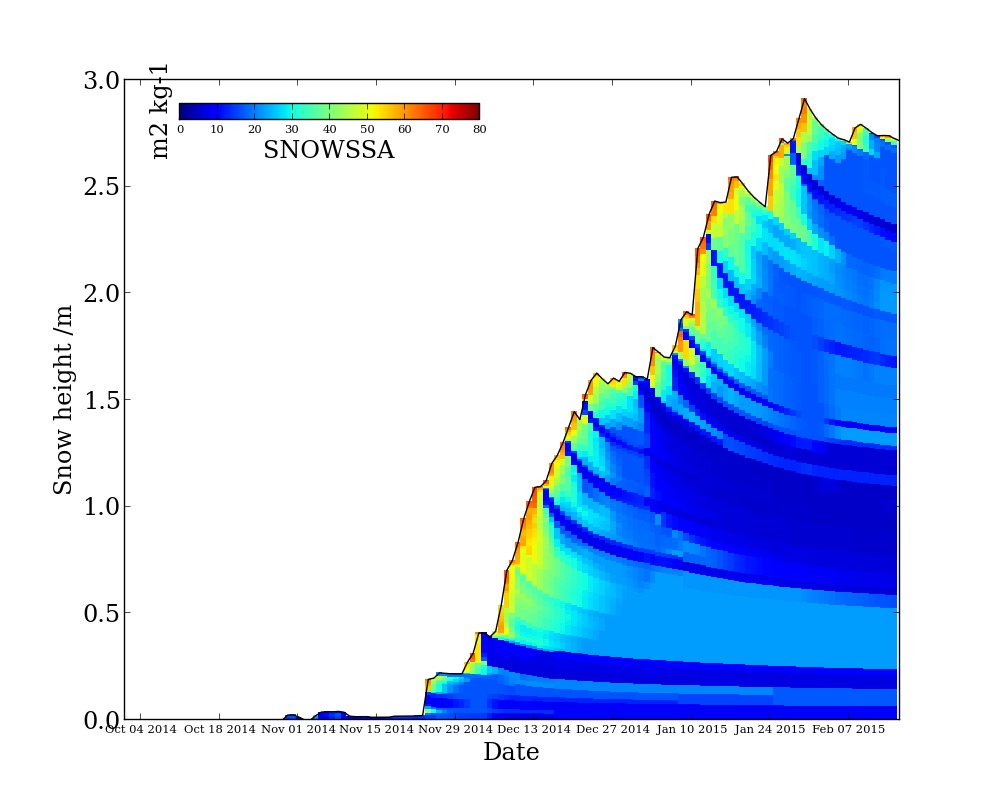 3.0
m2 kg-1
0 10 20 30 40 50 60 70 80
SNOWSSA
2.5
2.0
Snow height /m
1.5
1.0
0.5
0.0
Oct 04 2014 Oct 18 2014 Nov 01 2014 Nov 15 2014 Nov 29 2014 Dec 13 2014 Dec 27 2014 Jan 10 2015 Jan 24 2015 Feb 07 2015
Date